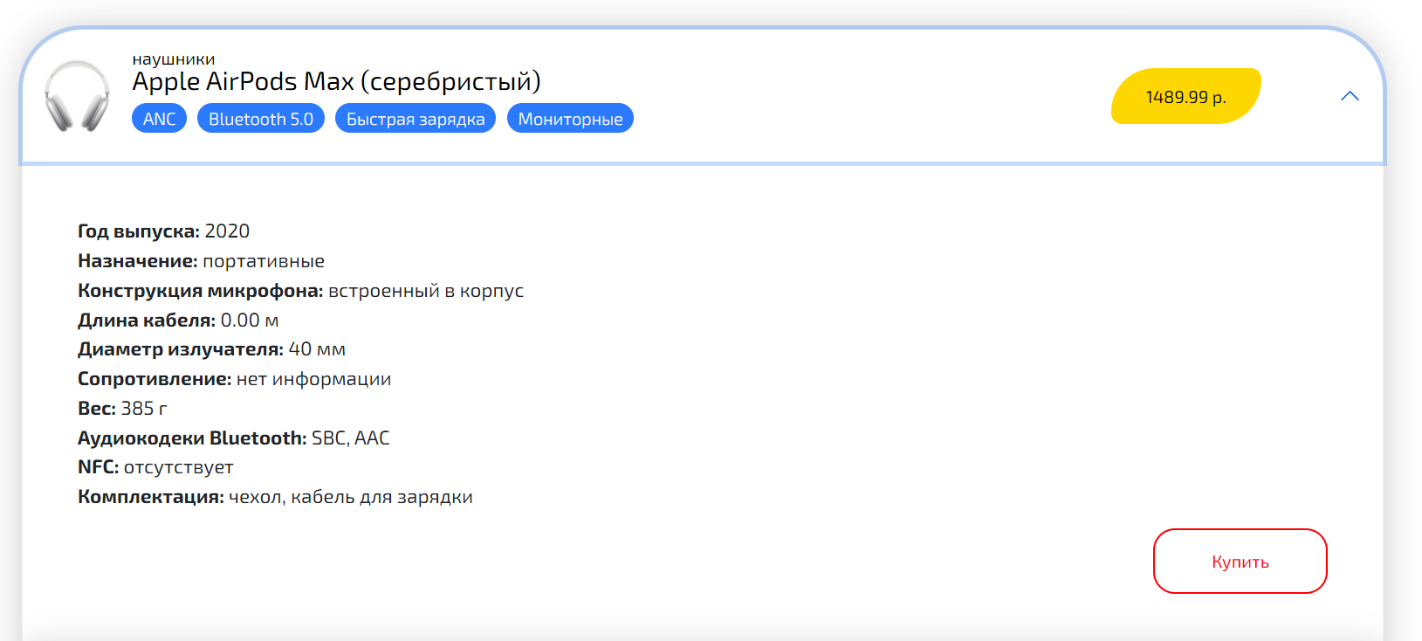 наушники
Apple AirPods Max (серебристый)
ANC Bluetooth 5.0 Быстрая зарядка Мониторные
1489.99 р.
Год выпуска: 2020
Назначение: портативные
Конструкция микрофона: встроенный в корпус
Длина кабеля: 0.00 м
Диаметр излучателя: 40 мм
Сопротивление: нет информации
Вес: 385 г
Аудиокодеки Bluetooth: SBC, AAC
NFC: отсутствует
Комплектация: чехол, кабель для зарядки
Купить